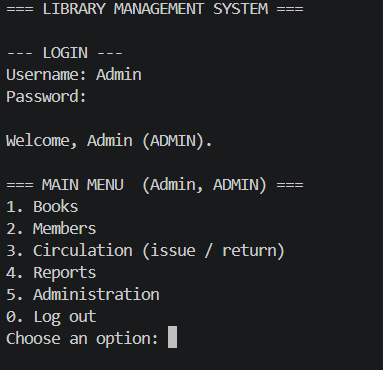 === LIBRARY MANAGEMENT SYSTEM ===
--- LOGIN ---
Username: Admin
Password:
Welcome, Admin (ADMIN).
=== MAIN MENU  (Admin, ADMIN) ===
1. Books
2. Members
3. Circulation (issue / return)
4. Reports
5. Administration
0. Log out
Choose an option: